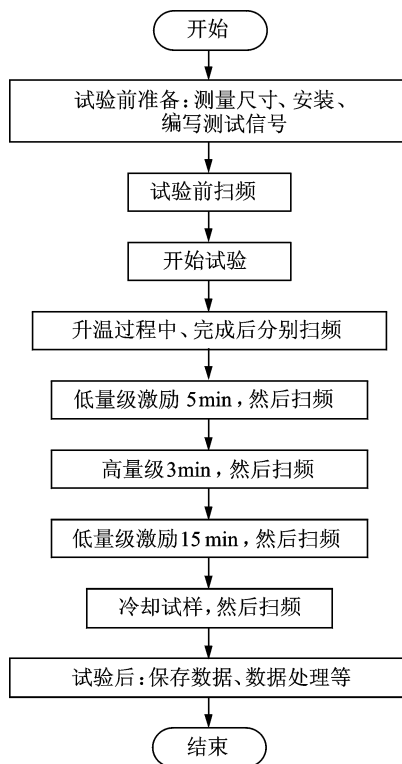 开始
试验前准备:测量尺寸、安装、
编写测试信号
试验前扫频
开始试验
升温过程中、完成后分别扫频
低量级激励 5min,然后扫频
高量级3min,然后扫频
低量级激励15 min,然后扫频
冷却试样,然后扫频
试验后:保存数据、数据处理等
结束